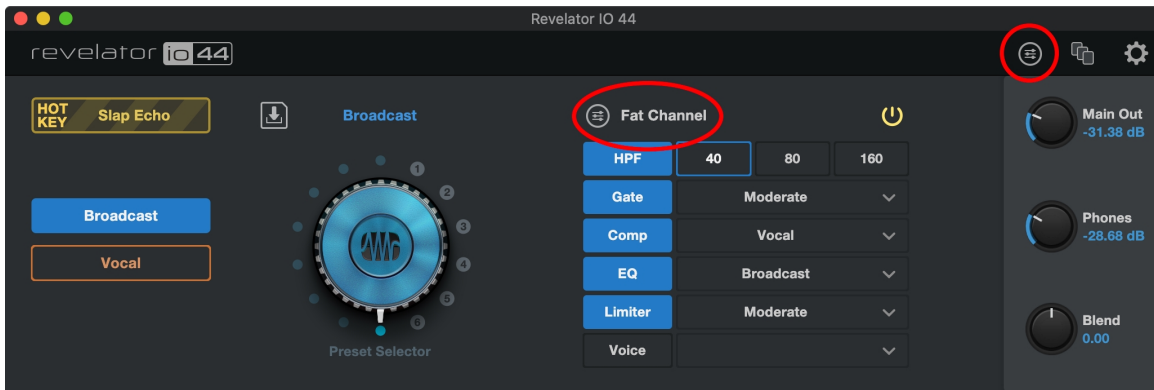 Revelator IO 44
revelator io 44
HOT KEY Slap Echo
Broadcast
Fat Channel
Main Out
-31.38 dB
HPF 40 80 160
Gate Moderate
Comp Vocal
EQ Broadcast
Limiter Moderate
Voice
Broadcast
Vocal
1
2
3
4
5
6
Preset Selector
Phones
-28.68 dB
Blend
0.00